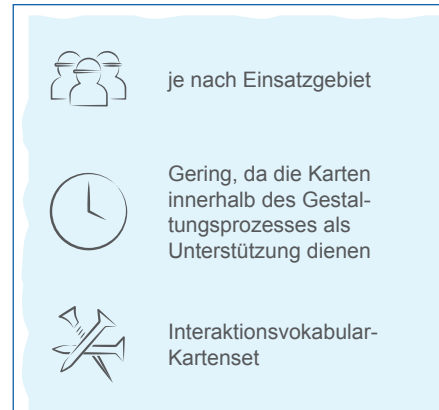 je nach Einsatzgebiet
Gering, da die Karten
innerhalb des Gestal-
tungsprozesses als
Unterstützung dienen
Interaktionsvokabular-
Kartenset